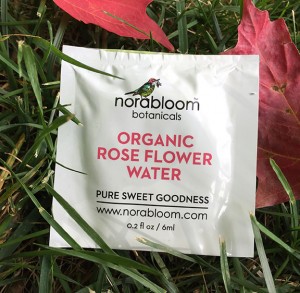 norabloom
botanicals
ORGANIC
ROSE FLOWER
WATER
PURE SWEET GOODNESS
www.norabloom.com
0.2 fl oz / 6ml